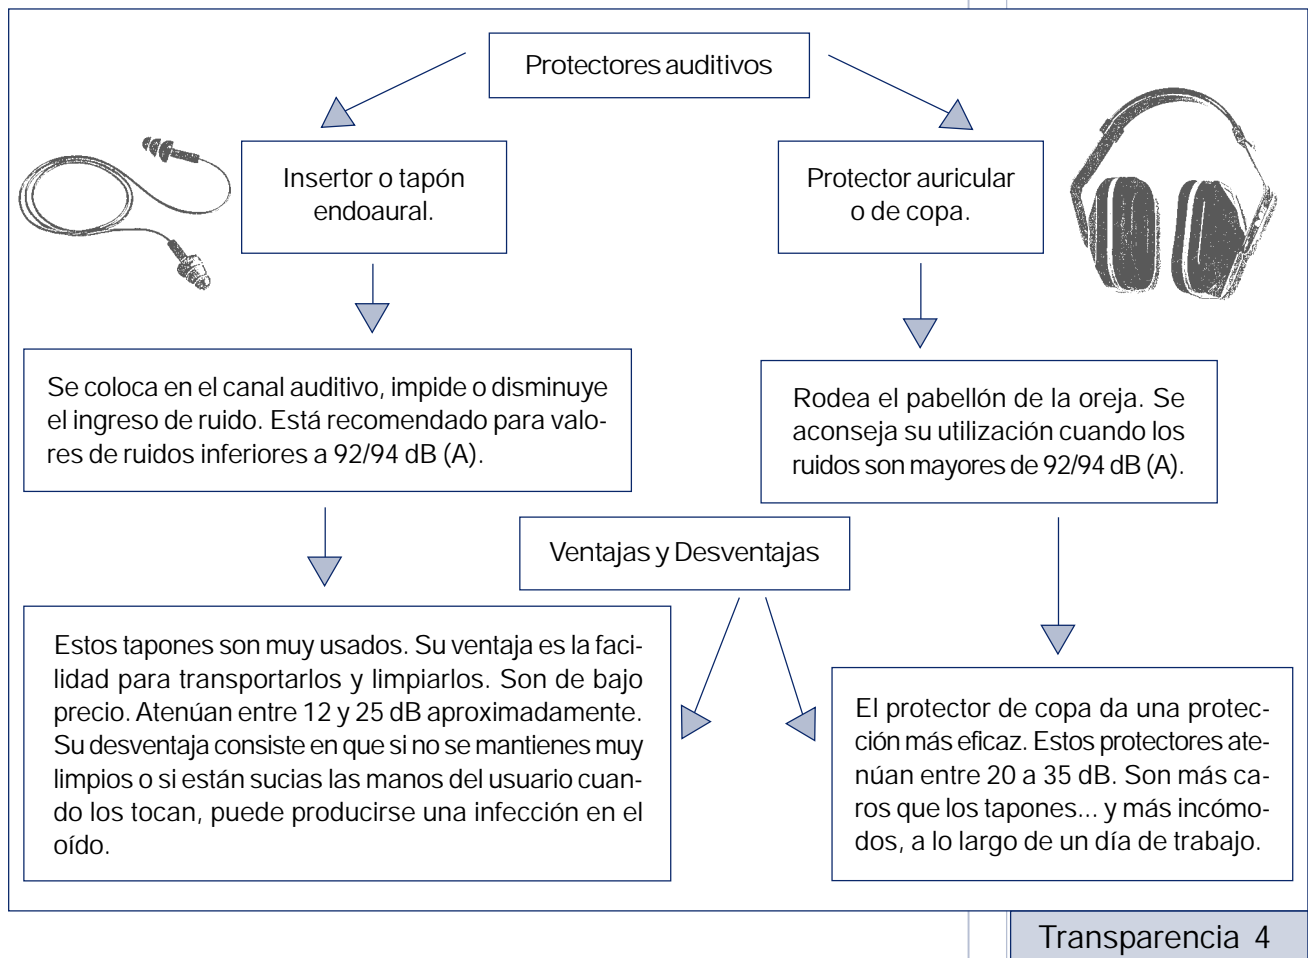 Protectores auditivos
Insertor o tapón
endoaural.
Protector auricular
o de copa.
Se coloca en el canal auditivo, impide o disminuye
el ingreso de ruido. Está recomendado para valo-
res de ruidos inferiores a 92/94 dB (A).
Rodea el pabellón de la oreja. Se
aconseja su utilización cuando los
ruidos son mayores de 92/94 dB (A).
Ventajas y Desventajas
Estos tapones son muy usados. Su ventaja es la faci-
lidad para transportarlos y limpiarlos. Son de bajo
precio. Atenúan entre 12 y 25 dB aproximadamente.
Su desventaja consiste en que si no se mantienes muy
limpios o si están sucias las manos del usuario cuan-
do los tocan, puede producirse una infección en el
oído.
El protector de copa da una protec-
ción más eficaz. Estos protectores ate-
núan entre 20 a 35 dB. Son más ca-
ros que los tapones... y más incómo-
dos, a lo largo de un día de trabajo.
Transparencia 4